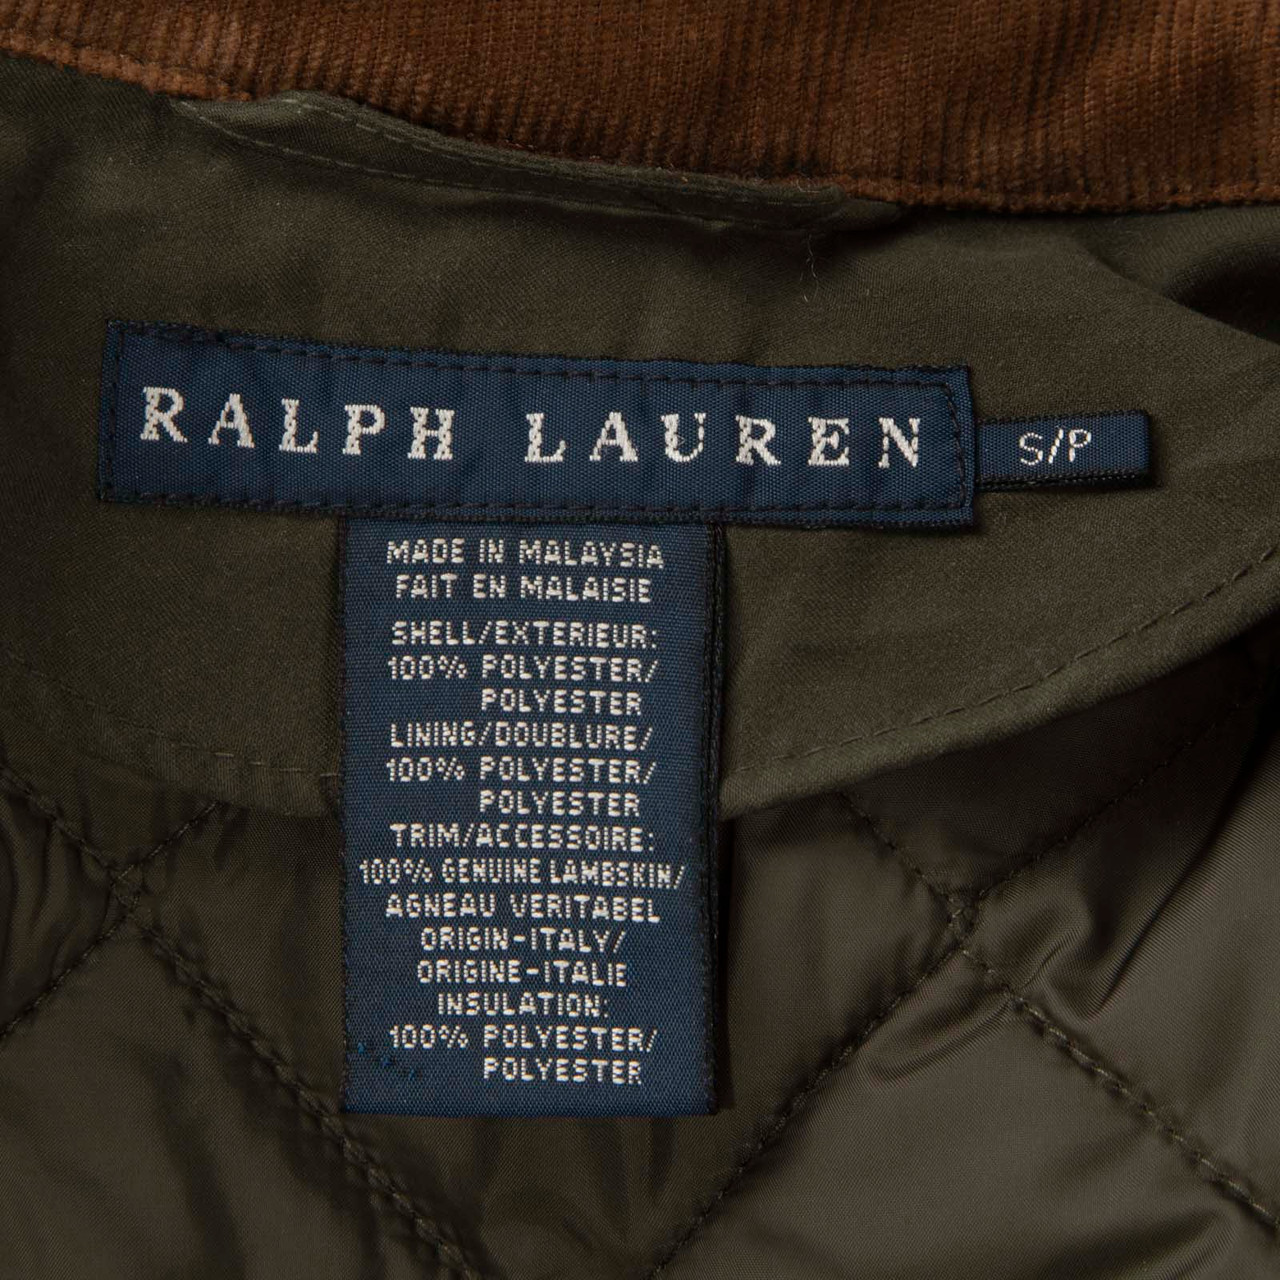 RALPH LAUREN
S/P
MADE IN MALAYSIA
FAIT EN MALAISIE
SHELL/EXTERIEUR:
100% POLYESTER/
POLYESTER
LINING/DOUBLURE/
100% POLYESTER/
POLYESTER
TRIM/ACCESSOIRE:
100% GENUINE LAMBSKIN/
AGNEAU VERITABEL
ORIGIN-ITALY/
ORIGINE-ITALIE
INSULATION:
100% POLYESTER/
POLYESTER